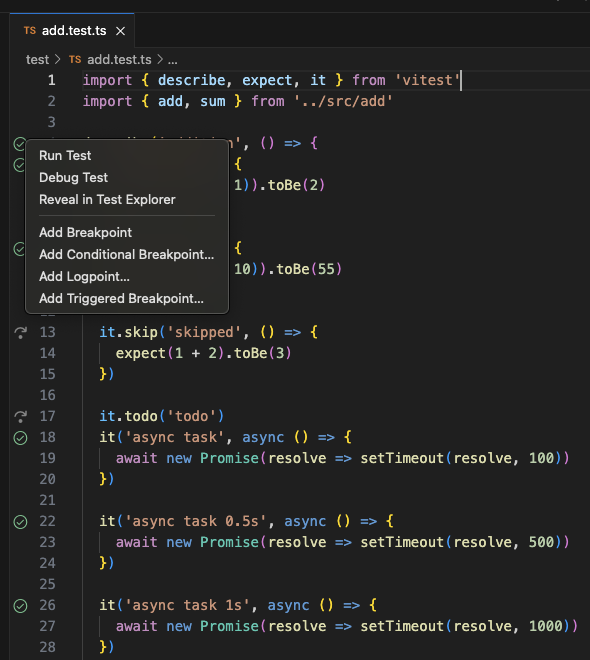 TS add.test.ts ×
test > TS add.test.ts > ...
1 import { describe, expect, it } from 'vitest'
2 import { add, sum } from '../src/add'
3
', () => {
Run Test
{
Debug Test
1)).toBe(2)
Reveal in Test Explorer
Add Breakpoint
{
Add Conditional Breakpoint...
10)).toBe(55)
Add Logpoint...
Add Triggered Breakpoint...
13 it.skip('skipped', () => {
14 expect(1 + 2).toBe(3)
15 })
16
17 it.todo('todo')
18 it('async task', async () => {
19 await new Promise(resolve => setTimeout(resolve, 100))
20 })
21
22 it('async task 0.5s', async () => {
23 await new Promise(resolve => setTimeout(resolve, 500))
24 })
25
26 it('async task 1s', async () => {
27 await new Promise(resolve => setTimeout(resolve, 1000))
28 })